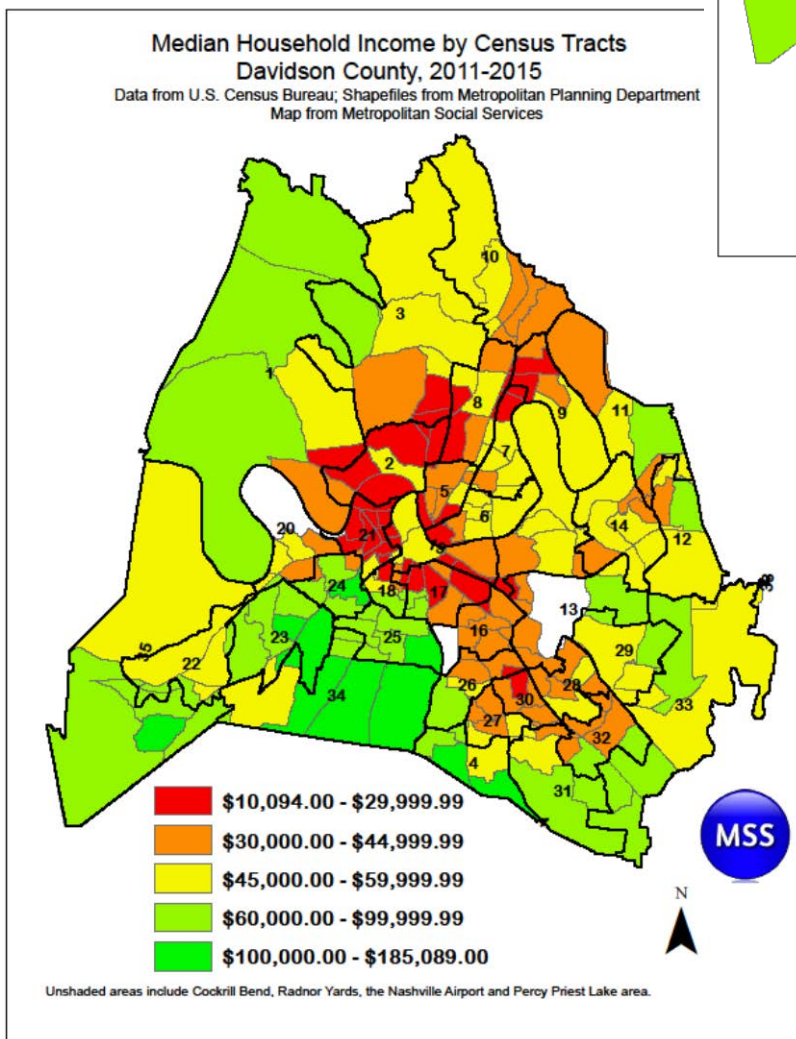 Median Household Income by Census Tracts
Davidson County, 2011-2015
Data from U.S. Census Bureau; Shapefiles from Metropolitan Planning Department
Map from Metropolitan Social Services
10
3
1
8
9
11
7
2
5
6
14
12
20
21
19
24
18
17
13
23
25
16
29
35
22
34
26
30
28
33
27
32
4
31
$10,094.00 - $29,999.99
$30,000.00 - $44,999.99
$45,000.00 - $59,999.99
$60,000.00 - $99,999.99
$100,000.00 - $185,089.00
MSS
N
Unshaded areas include Cockrill Bend, Radnor Yards, the Nashville Airport and Percy Priest Lake area.